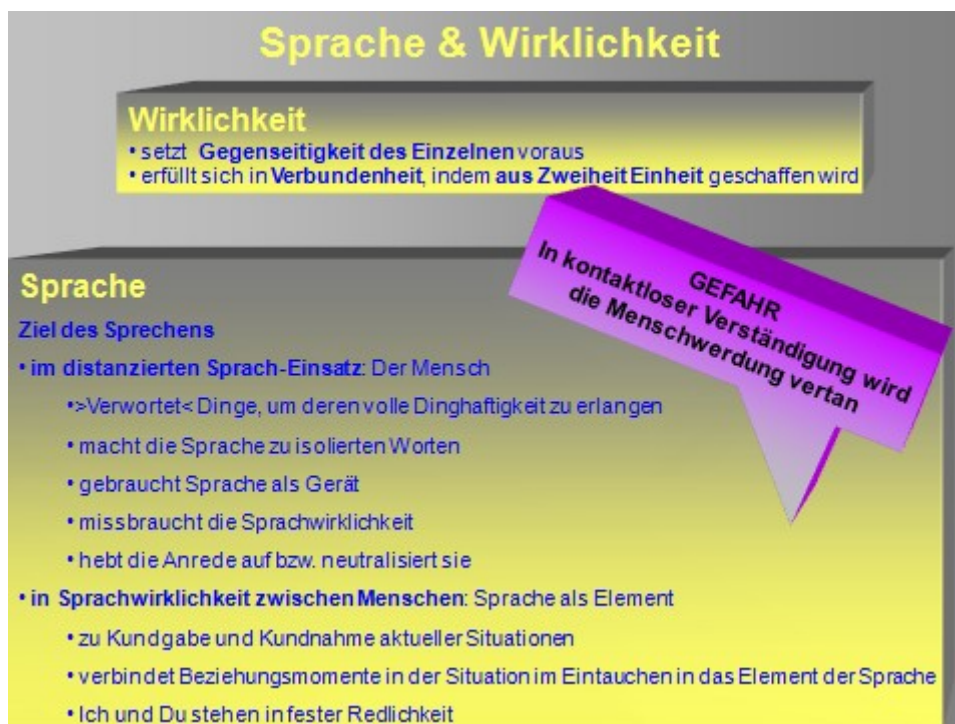 Sprache & Wirklichkeit
Wirklichkeit
• setzt Gegenseitigkeit des Einzelnen voraus
• erfüllt sich in Verbundenheit, indem aus Zweiheit Einheit geschaffen wird
GEFAHR
In kontaktloser Verständigung wird
die Menschwerdung vertan
Sprache
Ziel des Sprechens
• im distanzierten Sprach-Einsatz: Der Mensch
•>Verwortet< Dinge, um deren volle Dinghaftigkeit zu erlangen
• macht die Sprache zu isolierten Worten
• gebraucht Sprache als Gerät
• missbraucht die Sprachwirklichkeit
• hebt die Anrede auf bzw. neutralisiert sie
• in Sprachwirklichkeit zwischen Menschen: Sprache als Element
• zu Kundgabe und Kundnahme aktueller Situationen
• verbindet Beziehungsmomente in der Situation im Eintauchen in das Element der Sprache
• Ich und Du stehen in fester Redlichkeit